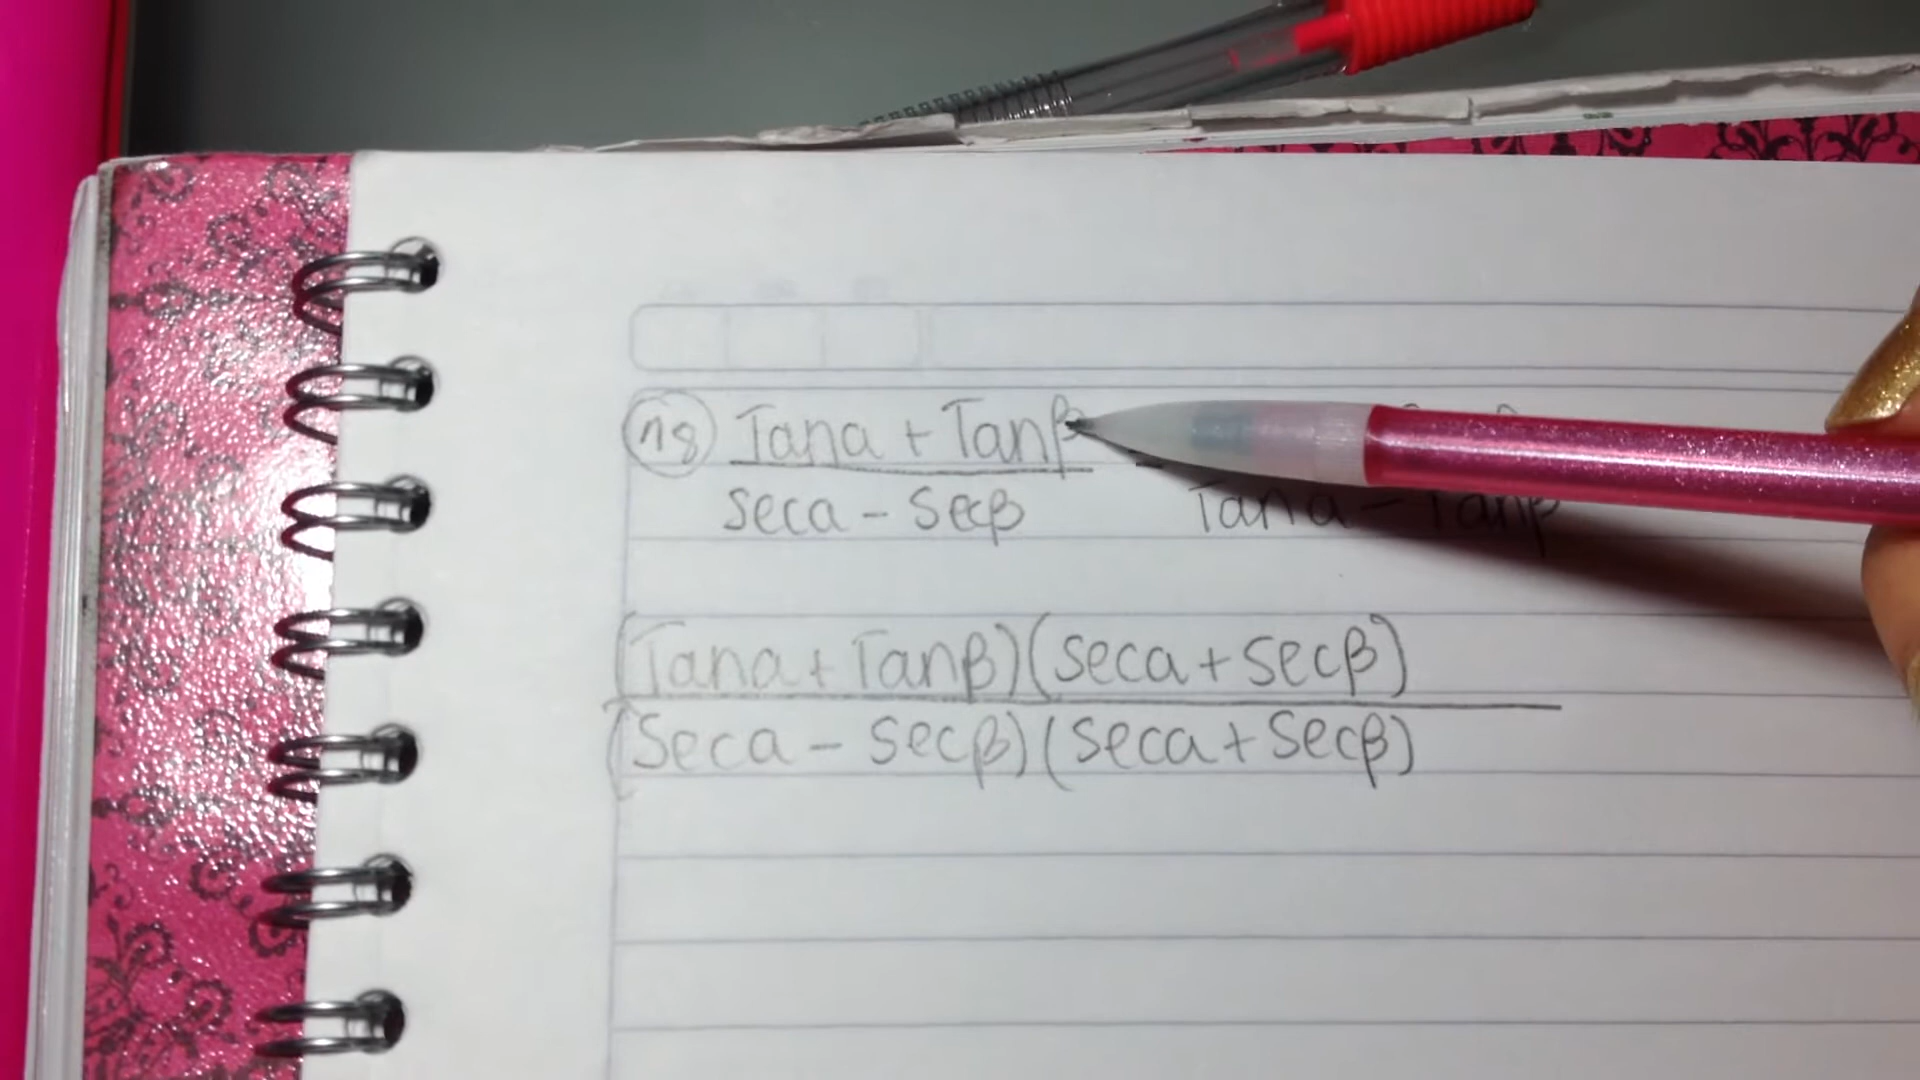 18 Tana + Tanβ =
seca - secβ Tana - Tanβ
(Tana + Tanβ)(seca + secβ)
(seca - secβ)(seca + secβ)